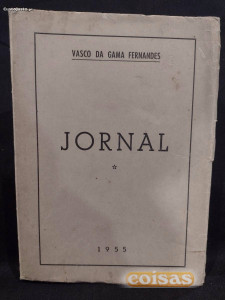 VASCO DA GAMA FERNANDES
JORNAL
*
1955
coisas